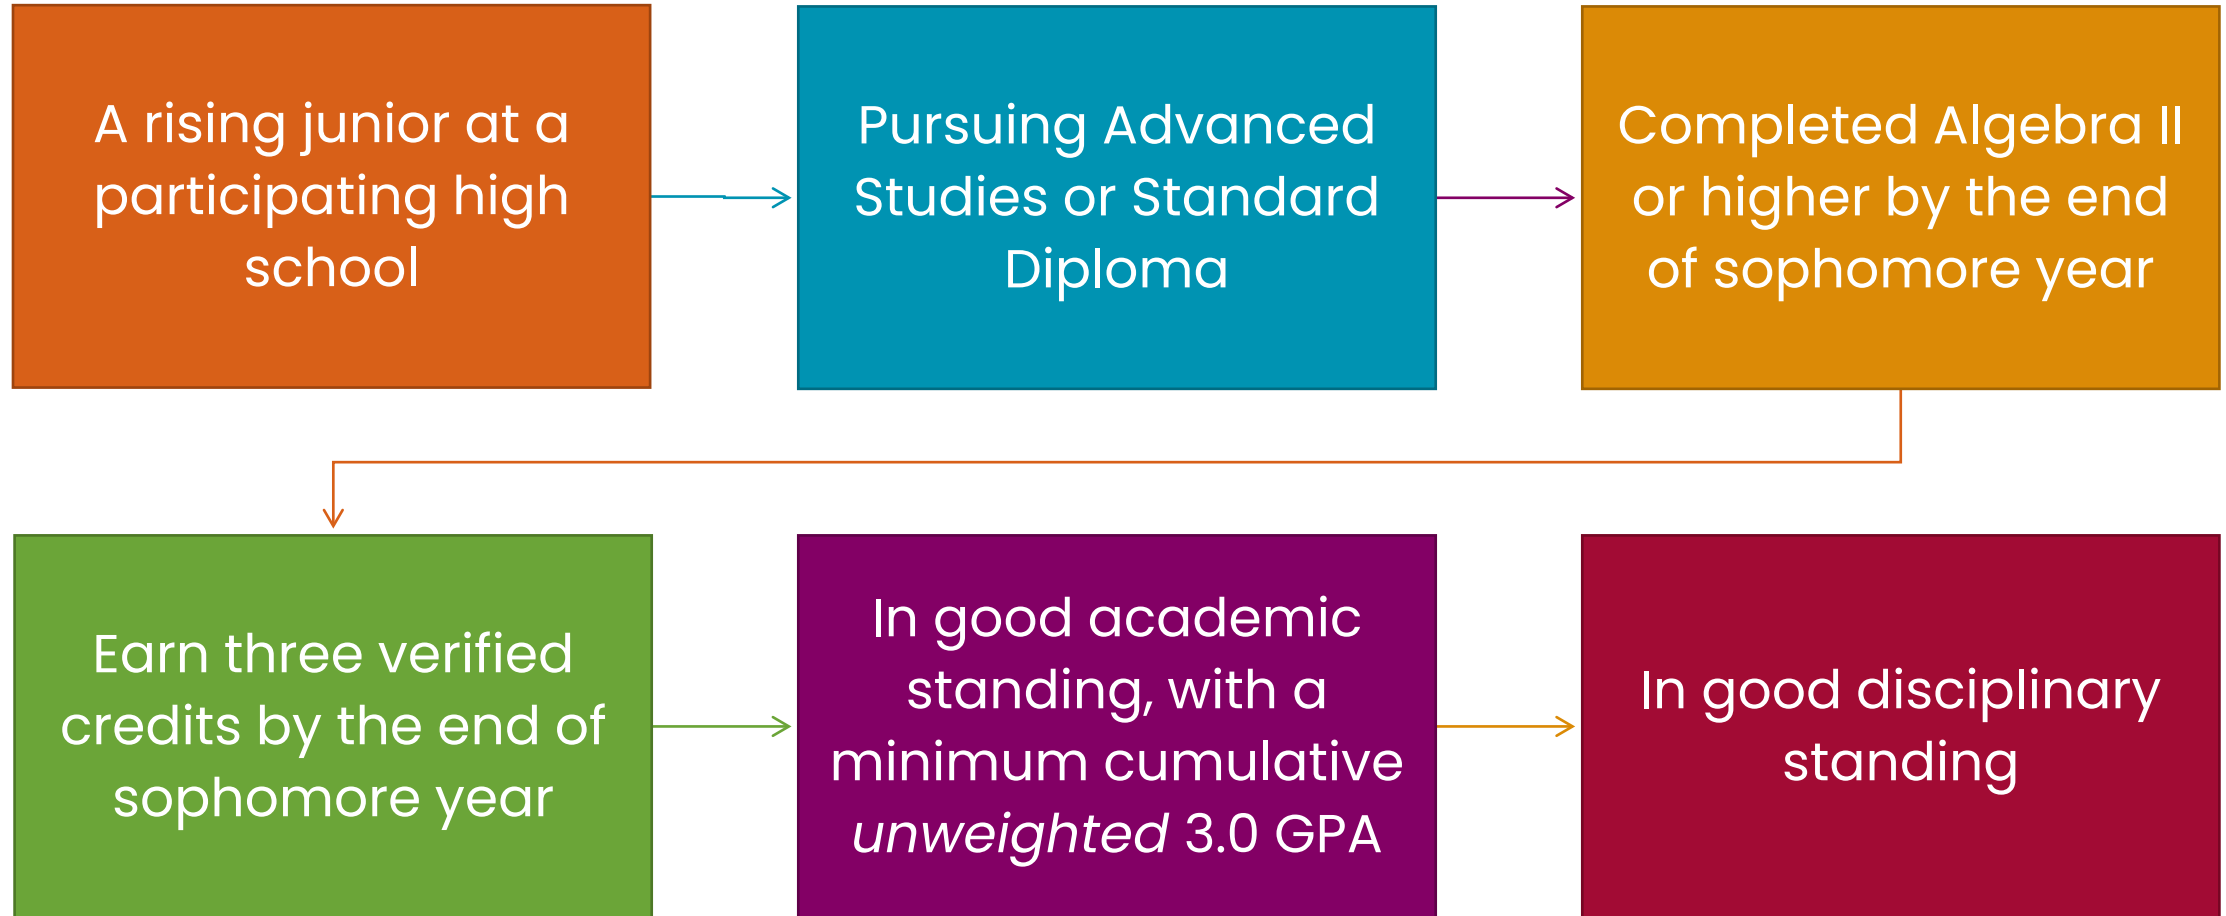 A rising junior at a
participating high
school
Pursuing Advanced
Studies or Standard
Diploma
Completed Algebra II
or higher by the end
of sophomore year
Earn three verified
credits by the end of
sophomore year
In good academic
standing, with a
minimum cumulative
unweighted 3.0 GPA
In good disciplinary
standing